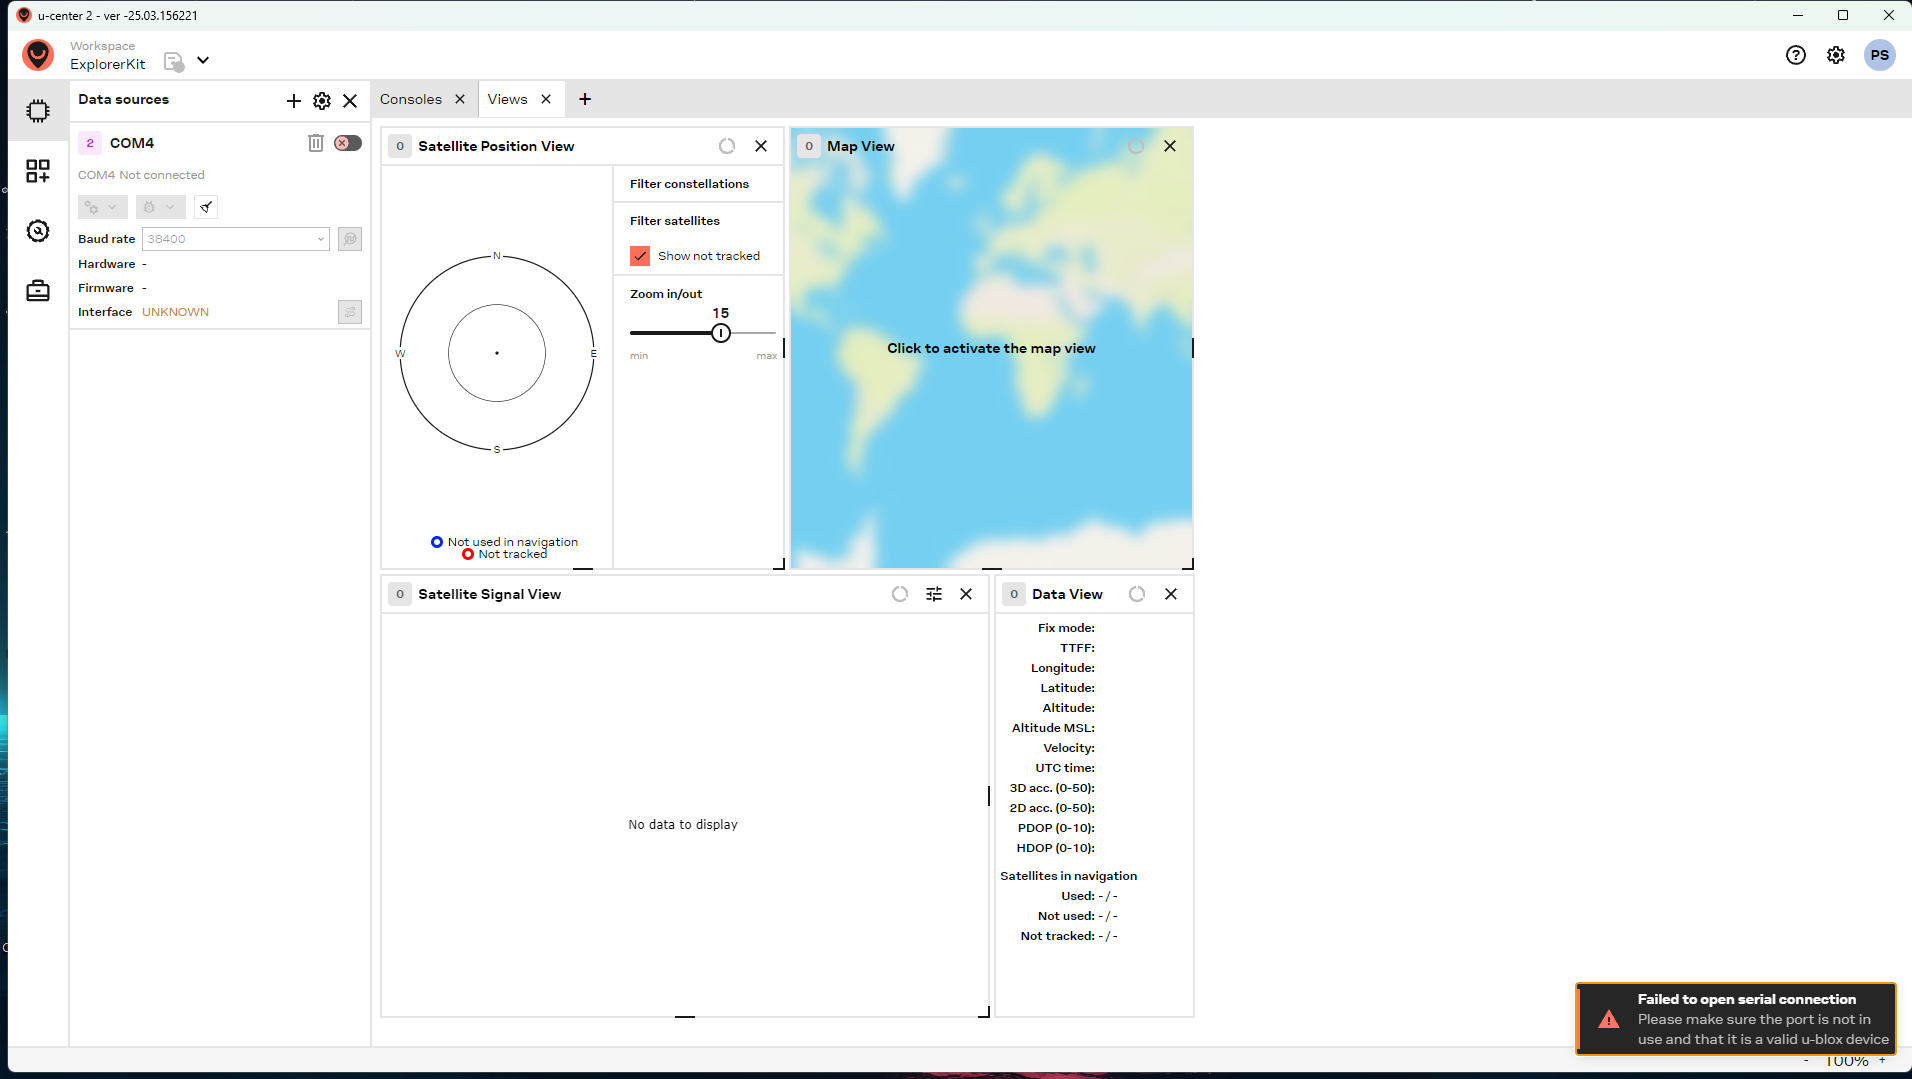 u-center 2 - ver -25.03.156221
Workspace
ExplorerKit
PS
Data sources
Consoles
Views
2 COM4
COM4 Not connected
Baud rate 38400
Hardware -
Firmware -
Interface UNKNOWN
0 Satellite Position View
N
W
E
S
Not used in navigation
Not tracked
Filter constellations
Filter satellites
Show not tracked
Zoom in/out
15
min max
0 Map View
Click to activate the map view
0 Satellite Signal View
No data to display
0 Data View
Fix mode:
TTFF:
Longitude:
Latitude:
Altitude:
Altitude MSL:
Velocity:
UTC time:
3D acc. (0-50):
2D acc. (0-50):
PDOP (0-10):
HDOP (0-10):
Satellites in navigation
Used: - / -
Not used: - / -
Not tracked: - / -
Failed to open serial connection
Please make sure the port is not in
use and that it is a valid u-blox device
- 100% +